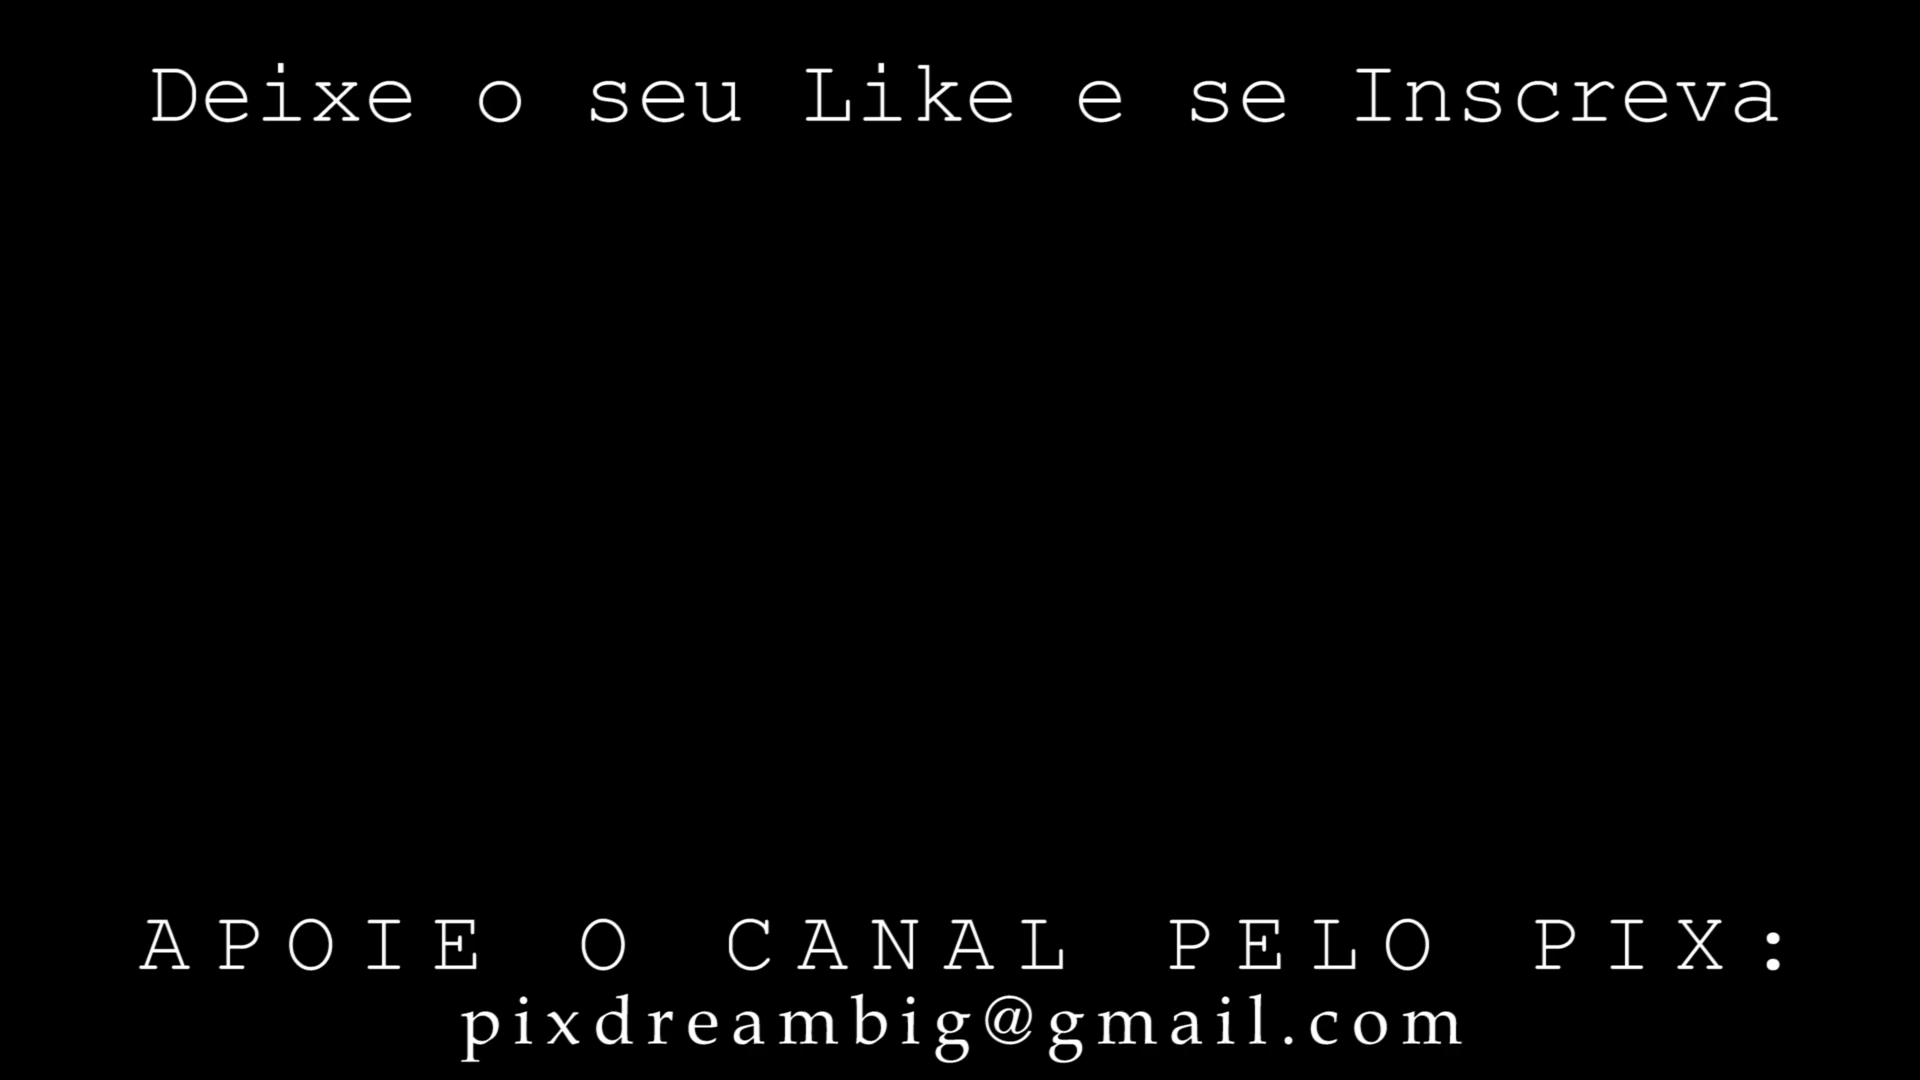 Deixe o seu Like e se Inscreva
APOIE O CANAL PELO PIX:
pixdreambig@gmail.com